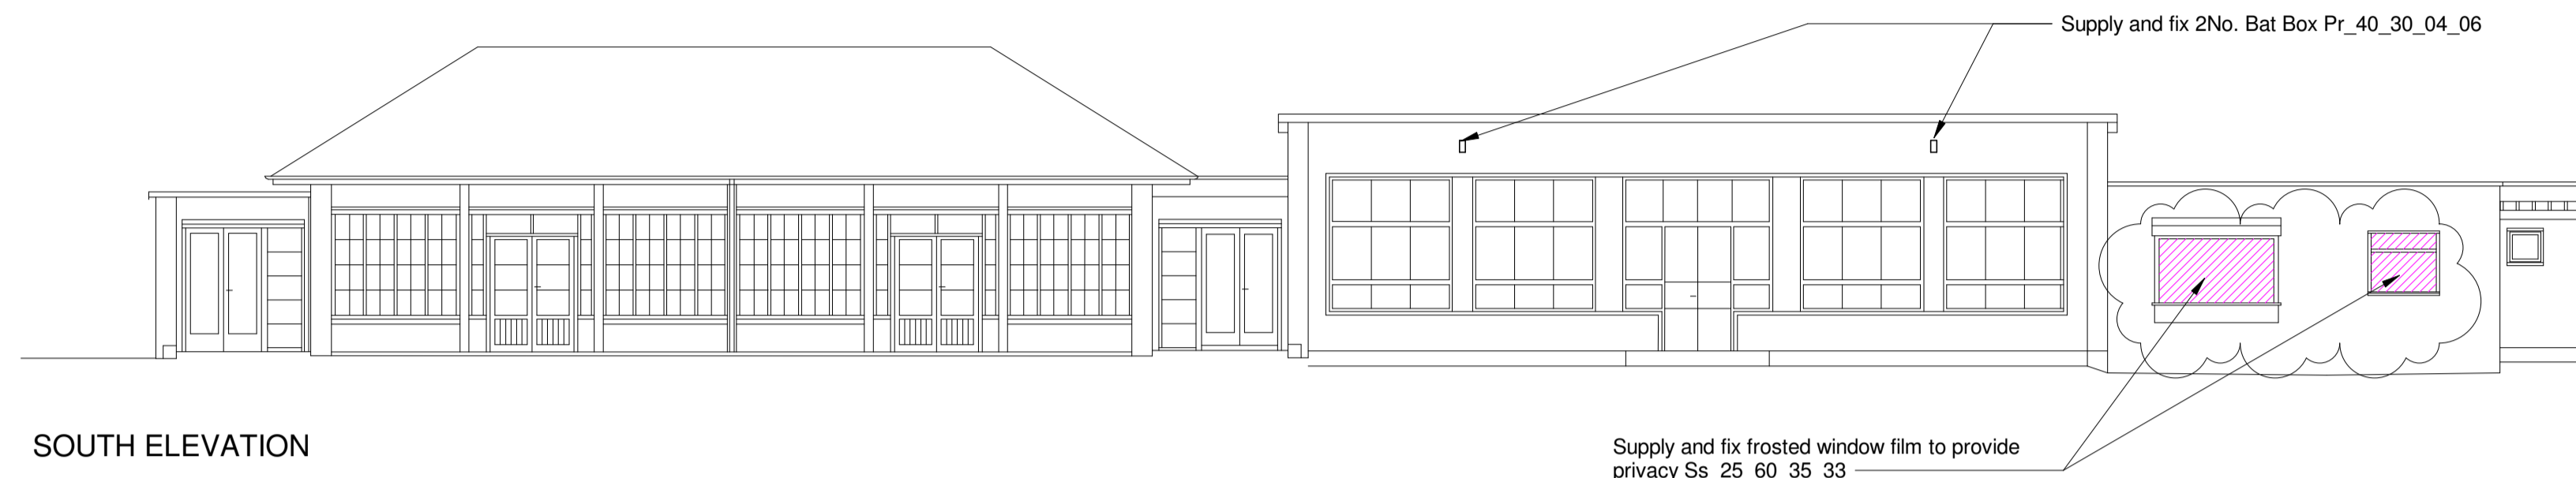 Supply and fix 2No. Bat Box Pr_40_30_04_06
SOUTH ELEVATION
Supply and fix frosted window film to provide
privacy Ss_25_60_35_33